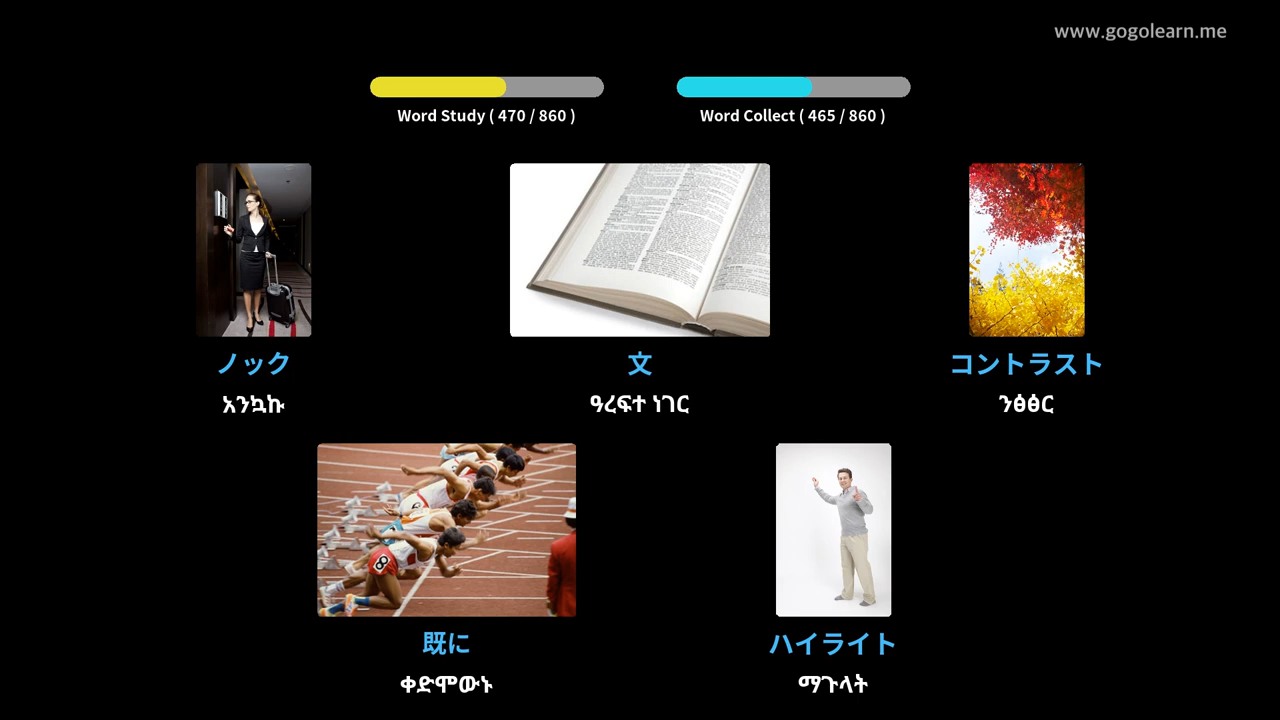 www.gogolearn.me
Word Study ( 470 / 860 )
Word Collect ( 465 / 860 )
ノック
文
コントラスト
አንኳኩ
ዓረፍተ ነገር
ንፅፅር
既に
ハイライト
ቀድሞውኑ
ማጉላት